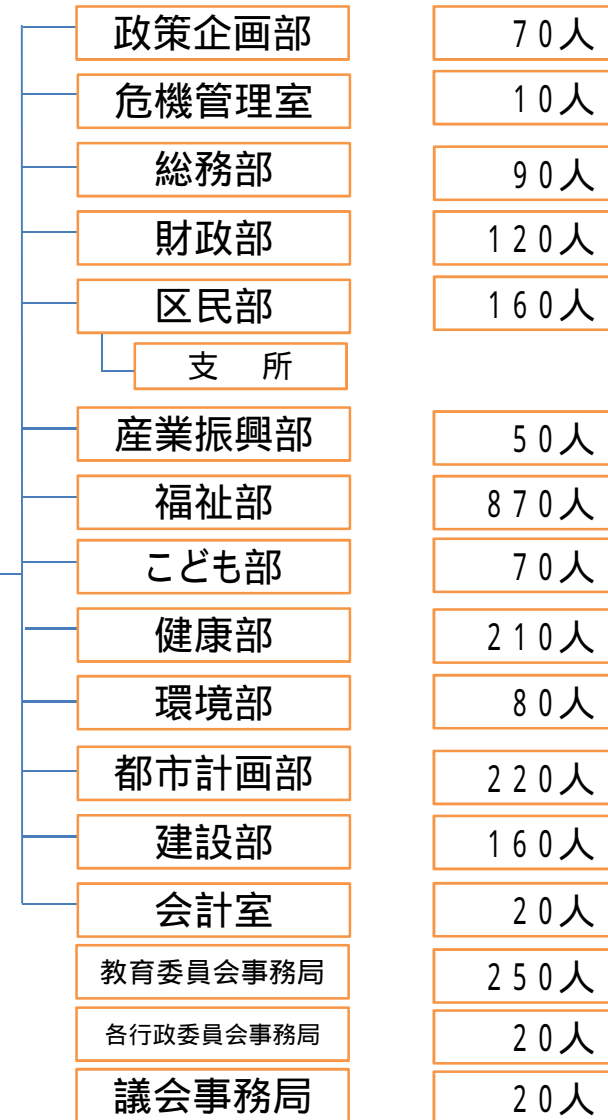 政策企画部 70人
危機管理室 10人
総務部 90人
財政部 120人
区民部 160人
支 所
産業振興部 50人
福祉部 870人
こども部 70人
健康部 210人
環境部 80人
都市計画部 220人
建設部 160人
会計室 20人
教育委員会事務局 250人
各行政委員会事務局 20人
議会事務局 20人